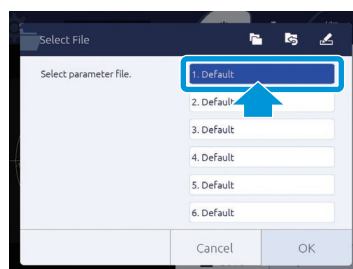 Select File
Select parameter file.
1. Default
2. Default
3. Default
4. Default
5. Default
6. Default
Cancel
OK